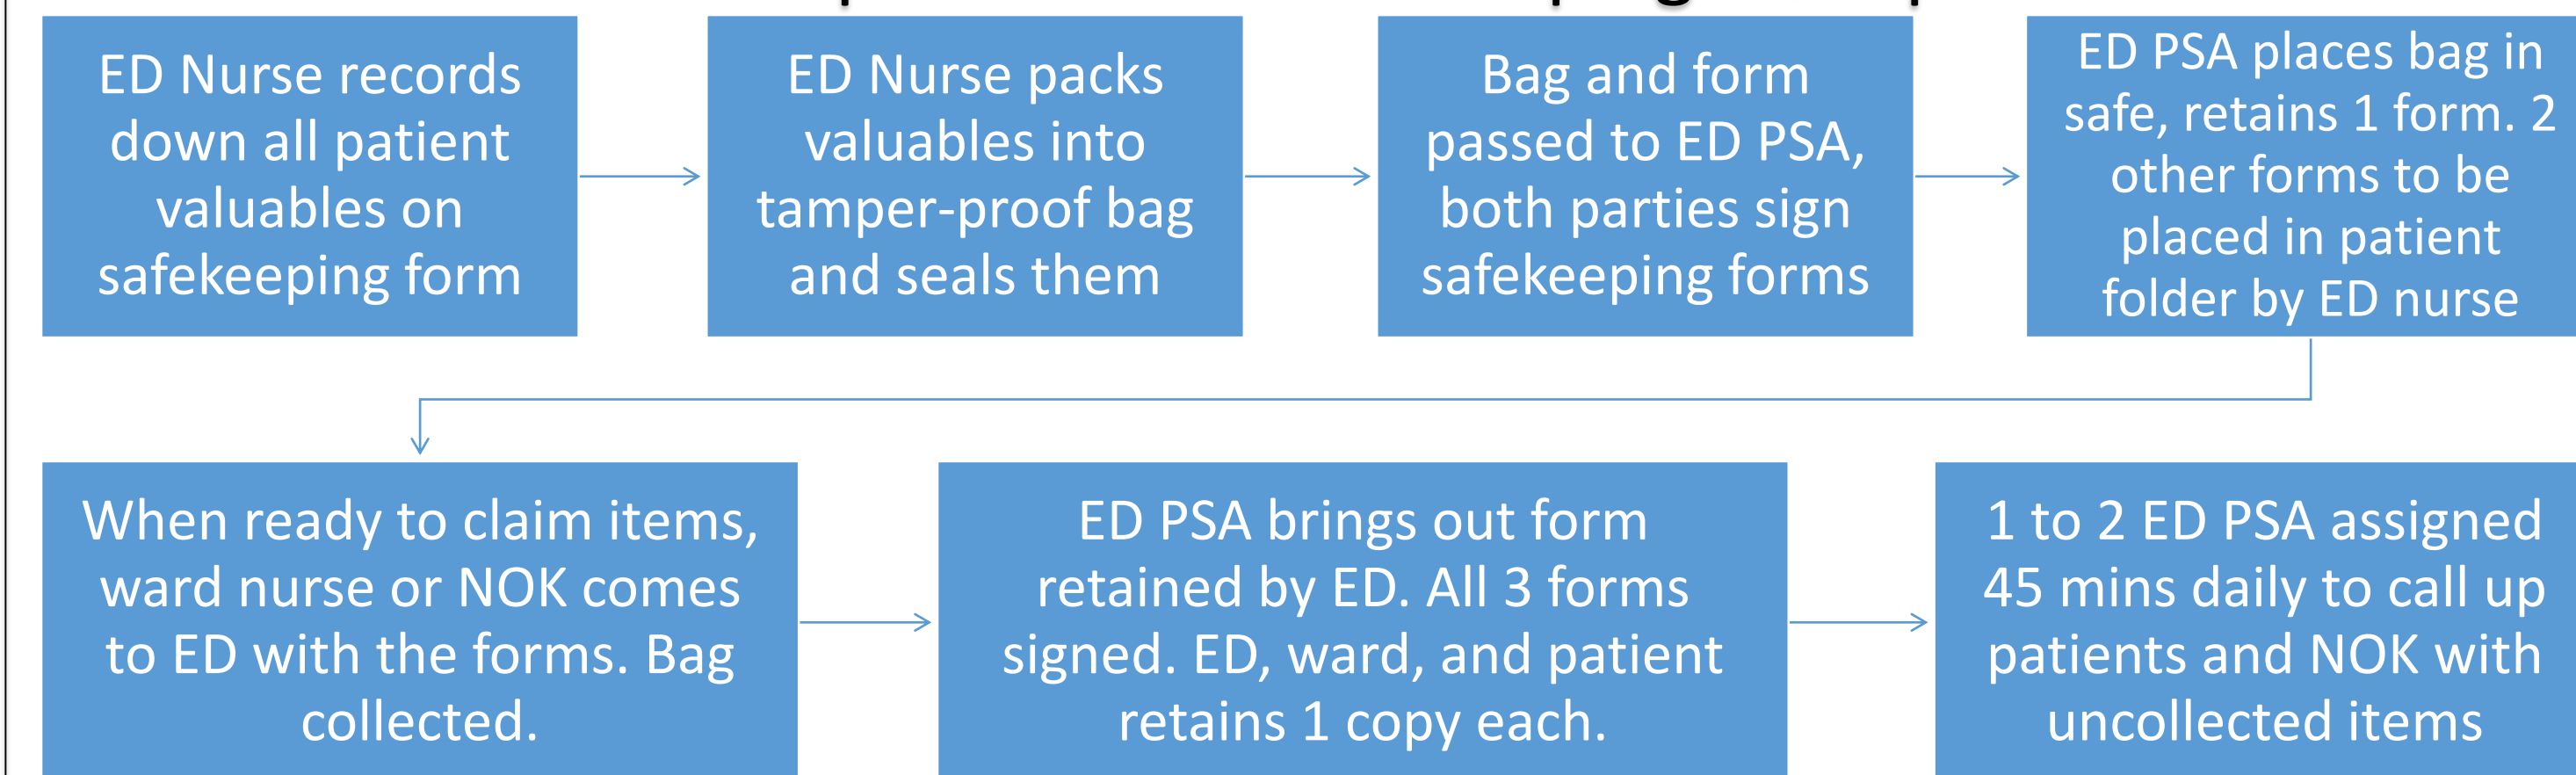 ED Nurse records
down all patient
valuables on
safekeeping form
ED Nurse packs
valuables into
tamper-proof bag
and seals them
Bag and form
passed to ED PSA,
both parties sign
safekeeping forms
ED PSA places bag in
safe, retains 1 form. 2
other forms to be
placed in patient
folder by ED nurse
When ready to claim items,
ward nurse or NOK comes
to ED with the forms. Bag
collected.
ED PSA brings out form
retained by ED. All 3 forms
signed. ED, ward, and patient
retains 1 copy each.
1 to 2 ED PSA assigned
45 mins daily to call up
patients and NOK with
uncollected items